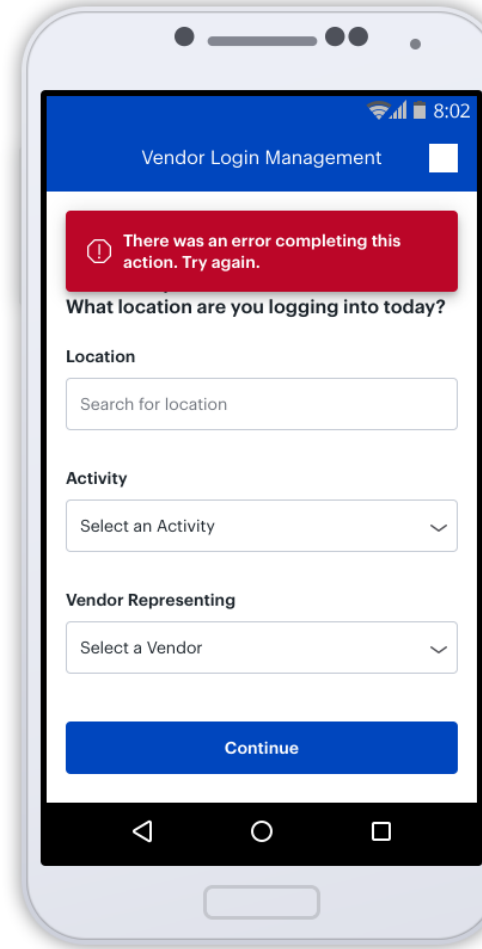 8:02
Vendor Login Management
There was an error completing this
action. Try again.
What location are you logging into today?
Location
Search for location
Activity
Select an Activity
Vendor Representing
Select a Vendor
Continue